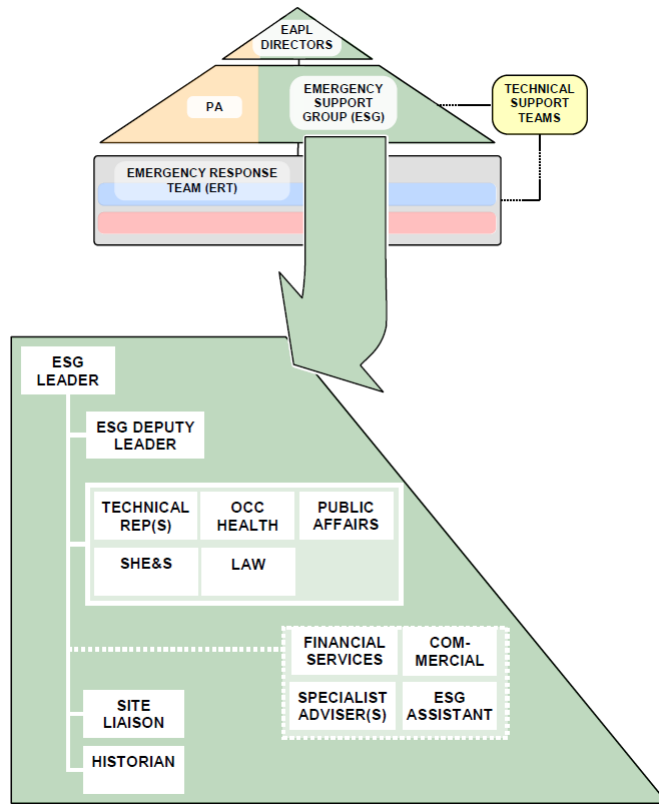 EAPL
DIRECTORS
PA
EMERGENCY
SUPPORT
GROUP (ESG)
TECHNICAL
SUPPORT
TEAMS
EMERGENCY RESPONSE
TEAM (ERT)
ESG
LEADER
ESG DEPUTY
LEADER
TECHNICAL
REP(S)
OCC
HEALTH
PUBLIC
AFFAIRS
SHE&S
LAW
FINANCIAL
SERVICES
COM-
MERCIAL
SPECIALIST
ADVISER(S)
ESG
ASSISTANT
SITE
LIAISON
HISTORIAN